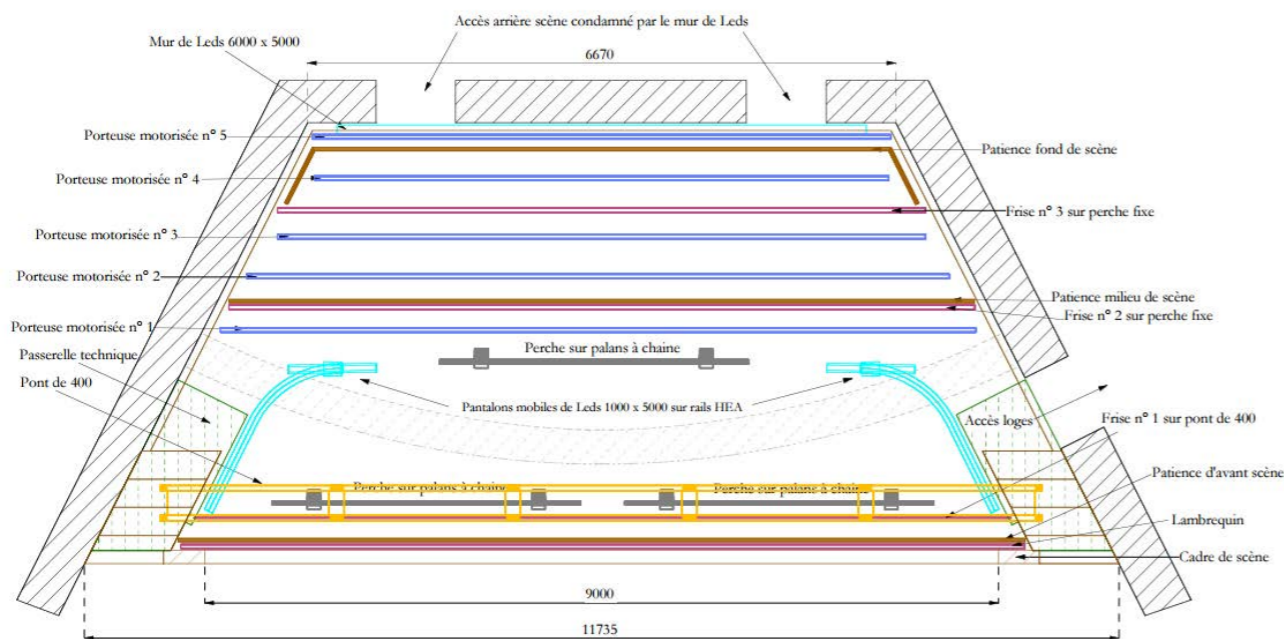 Accès arrière scène condamné par le mur de Leds
Mur de Leds 6000 x 5000
6670
Porteuse motorisée n° 5
Patience fond de scène
Porteuse motorisée n° 4
Frise n° 3 sur perche fixe
Porteuse motorisée n° 3
Porteuse motorisée n° 2
Patience milieu de scène
Frise n° 2 sur perche fixe
Porteuse motorisée n° 1
Perche sur palans à chaine
Passerelle technique
Pont de 400
Pantalons mobiles de Leds 1000 x 5000 sur rails HEA
Accès loges
Frise n° 1 sur pont de 400
Patience d'avant scène
Perche sur palans à chaine
Perche sur palans à chaine
Lambrequin
Cadre de scène
9000
11735